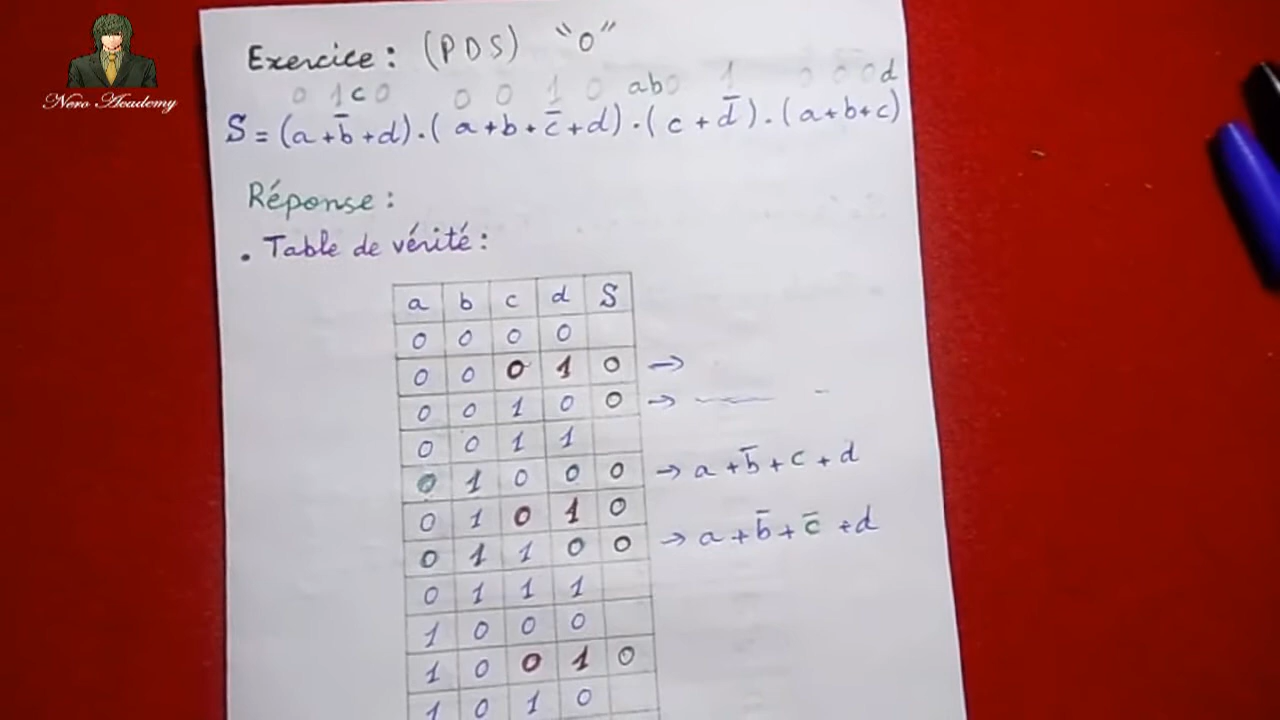 Nero Academy
Exercice : (PDS) "0"
0 1 c 0 0 0 1 0 a b 0 1 0 0 0 d
S = (a + b̄ + d) . ( a + b + c̄ + d ) . ( c + d̄ ) . ( a + b + c )
Réponse :
• Table de vérité :
a b c d S
0 0 0 0
0 0 0 1 0 →
0 0 1 0 0 →
0 0 1 1
0 1 0 0 0 → a + b̄ + c + d
0 1 0 1 0
0 1 1 0 0 → a + b̄ + c̄ + d
0 1 1 1
1 0 0 0
1 0 0 1 0
1 0 1 0